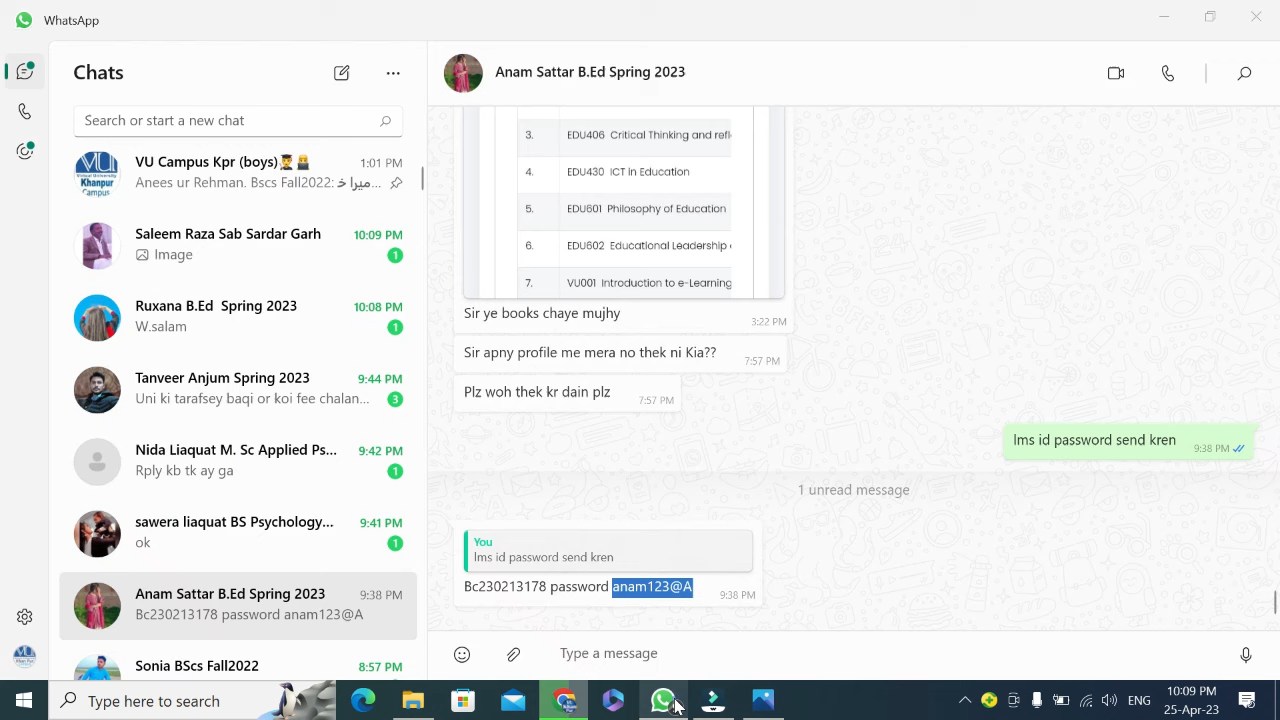 WhatsApp
Chats
Search or start a new chat
VU Campus Kpr (boys)👨‍🎓👨‍💻 1:01 PM
Anees ur Rehman. Bscs Fall2022: میرا خ...
Virtual University
Khanpur
Campus
Saleem Raza Sab Sardar Garh 10:09 PM
Image 1
Ruxana B.Ed Spring 2023 10:08 PM
W.salam 1
Tanveer Anjum Spring 2023 9:44 PM
Uni ki tarafsey baqi or koi fee chalan... 3
Nida Liaquat M. Sc Applied Ps... 9:42 PM
Rply kb tk ay ga 1
sawera liaquat BS Psychology... 9:41 PM
ok 1
Anam Sattar B.Ed Spring 2023 9:38 PM
Bc230213178 password anam123@A
Sonia BScs Fall2022 8:57 PM
Anam Sattar B.Ed Spring 2023
3. EDU406 Critical Thinking and refl
4. EDU430 ICT in Education
5. EDU601 Philosophy of Education
6. EDU602 Educational Leadership
7. VU001 Introduction to e-Learning
Sir ye books chaye mujhy 3:22 PM
Sir apny profile me mera no thek ni Kia?? 7:57 PM
Plz woh thek kr dain plz 7:57 PM
lms id password send kren 9:38 PM
1 unread message
You
lms id password send kren
Bc230213178 password anam123@A 9:38 PM
Type a message
Type here to search
ENG
10:09 PM
25-Apr-23